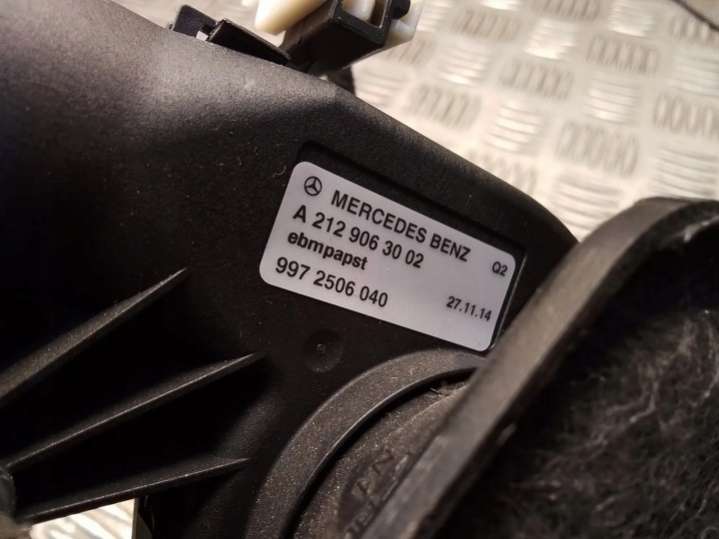 MERCEDES BENZ
A 212 906 30 02 Q2
ebmpapst
997 2506 040 27.11.14